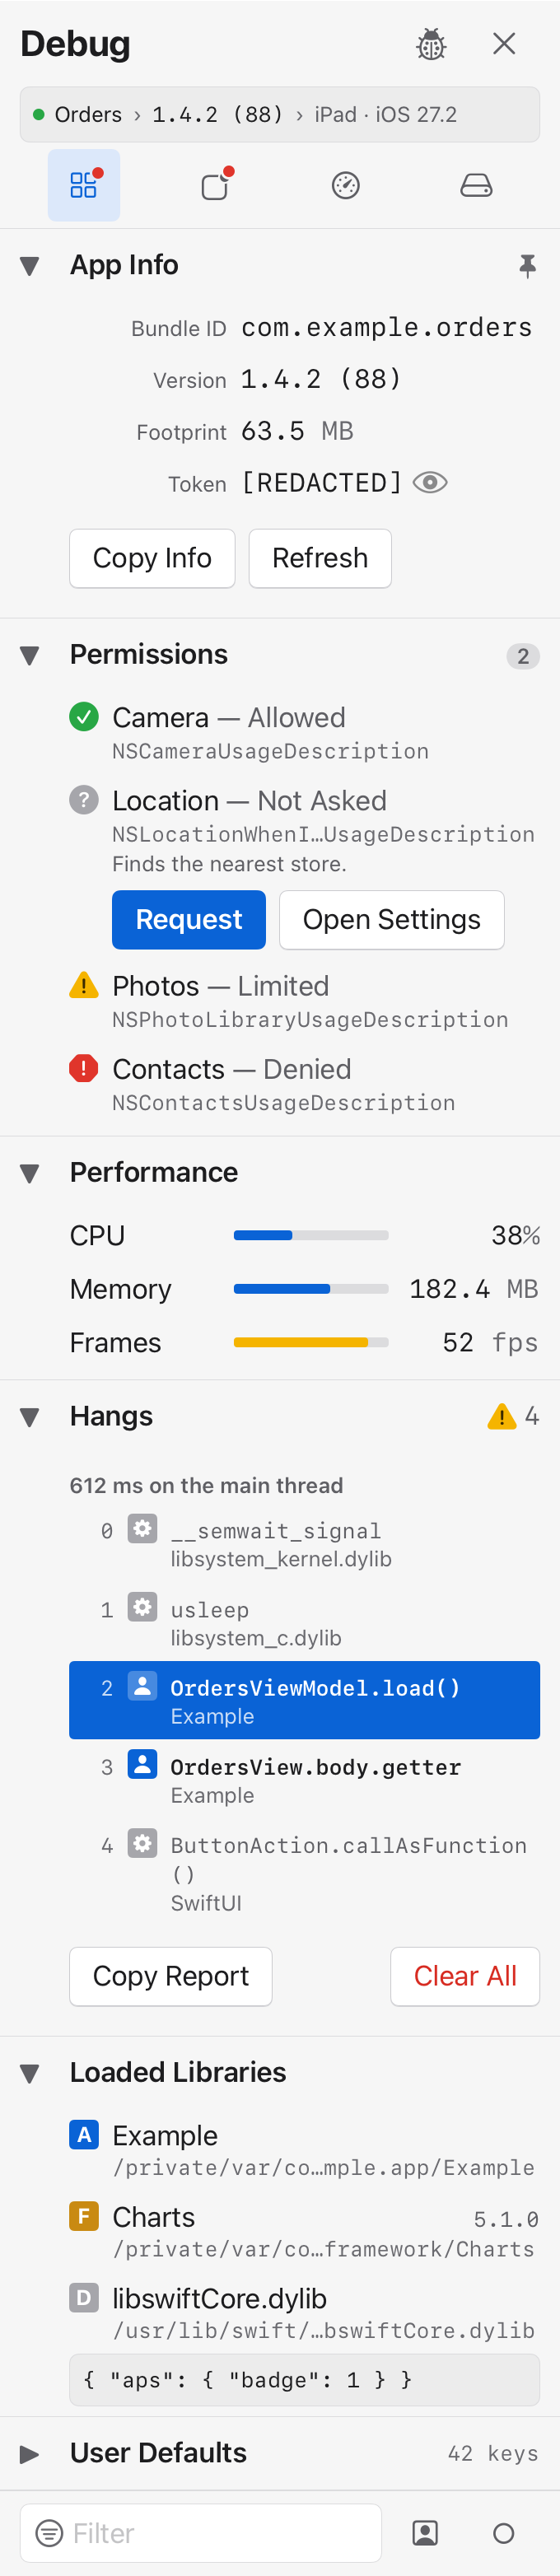 Debug
Orders › 1.4.2 (88) › iPad · iOS 27.2
App Info
Bundle ID com.example.orders
Version 1.4.2 (88)
Footprint 63.5 MB
Token [REDACTED]
Copy Info Refresh
Permissions 2
Camera — Allowed
NSCameraUsageDescription
Location — Not Asked
NSLocationWhenI…UsageDescription
Finds the nearest store.
Request Open Settings
Photos — Limited
NSPhotoLibraryUsageDescription
Contacts — Denied
NSContactsUsageDescription
Performance
CPU 38%
Memory 182.4 MB
Frames 52 fps
Hangs 4
612 ms on the main thread
0 __semwait_signal
libsystem_kernel.dylib
1 usleep
libsystem_c.dylib
2 OrdersViewModel.load()
Example
3 OrdersView.body.getter
Example
4 ButtonAction.callAsFunction
()
SwiftUI
Copy Report Clear All
Loaded Libraries
A Example
/private/var/co…mple.app/Example
F Charts 5.1.0
/private/var/co…framework/Charts
D libswiftCore.dylib
/usr/lib/swift/…bswiftCore.dylib
{ "aps": { "badge": 1 } }
User Defaults 42 keys
Filter